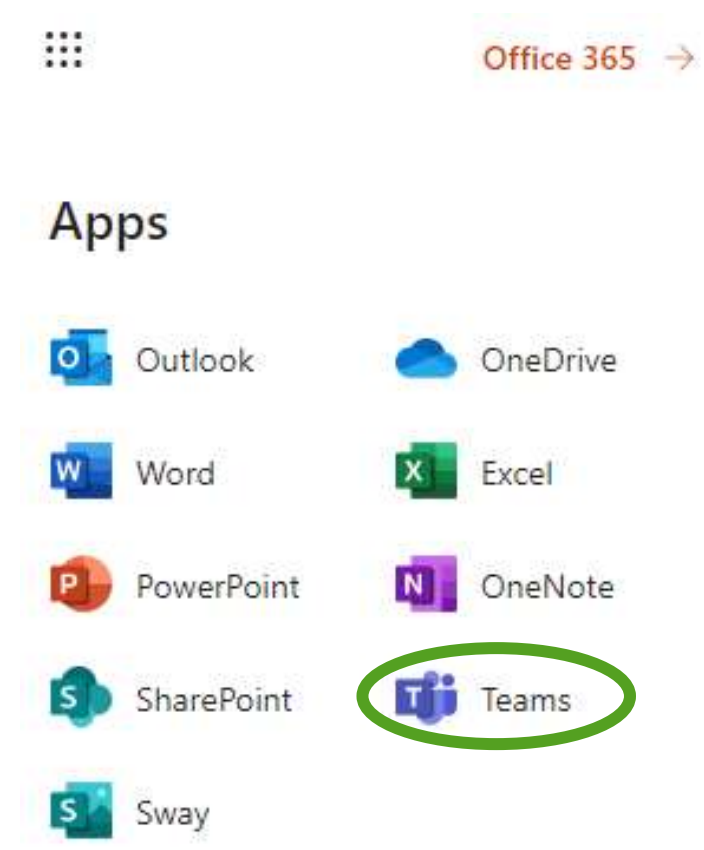 Office 365 →
Apps
Outlook
OneDrive
Word
Excel
PowerPoint
OneNote
SharePoint
Teams
Sway